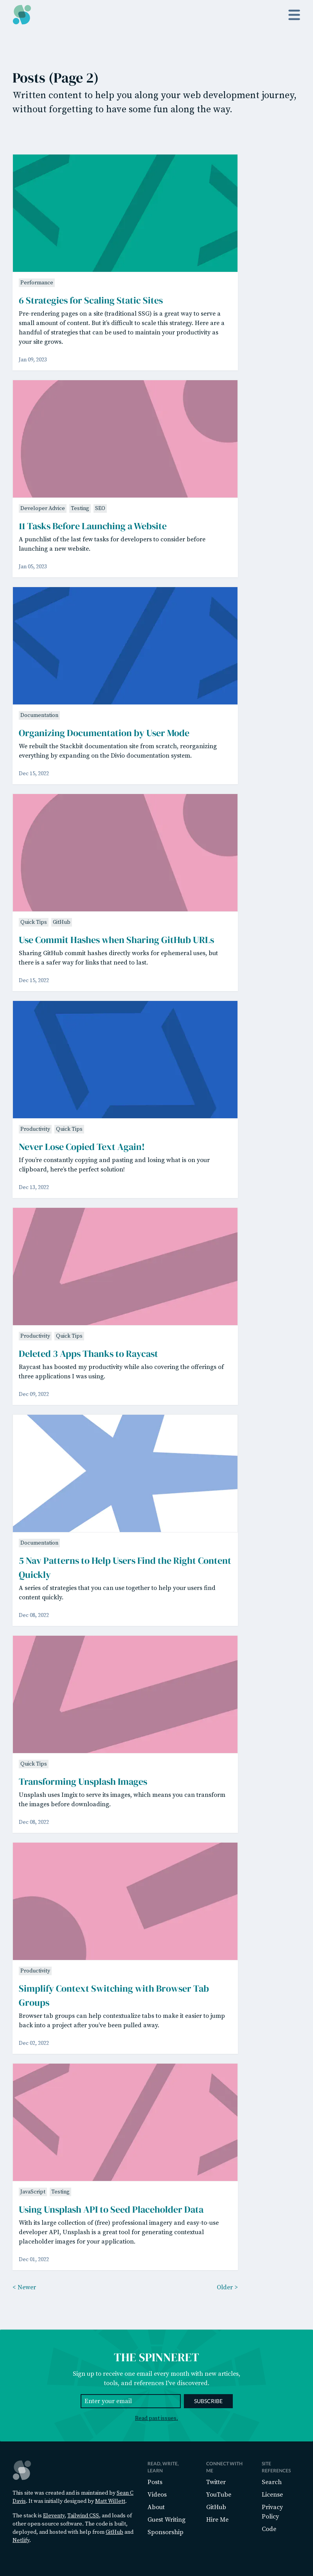 Posts (Page 2)
Written content to help you along your web development journey,
without forgetting to have some fun along the way.
Performance
6 Strategies for Scaling Static Sites
Pre-rendering pages on a site (traditional SSG) is a great way to serve a
small amount of content. But it's difficult to scale this strategy. Here are a
handful of strategies that can be used to maintain your productivity as
your site grows.
Jan 09, 2023
Developer Advice Testing SEO
11 Tasks Before Launching a Website
A punchlist of the last few tasks for developers to consider before
launching a new website.
Jan 05, 2023
Documentation
Organizing Documentation by User Mode
We rebuilt the Stackbit documentation site from scratch, reorganizing
everything by expanding on the Divio documentation system.
Dec 15, 2022
Quick Tips GitHub
Use Commit Hashes when Sharing GitHub URLs
Sharing GitHub commit hashes directly works for ephemeral uses, but
there is a safer way for links that need to last.
Dec 15, 2022
Productivity Quick Tips
Never Lose Copied Text Again!
If you're constantly copying and pasting and losing what is on your
clipboard, here's the perfect solution!
Dec 13, 2022
Productivity Quick Tips
Deleted 3 Apps Thanks to Raycast
Raycast has boosted my productivity while also covering the offerings of
three applications I was using.
Dec 09, 2022
Documentation
5 Nav Patterns to Help Users Find the Right Content
Quickly
A series of strategies that you can use together to help your users find
content quickly.
Dec 08, 2022
Quick Tips
Transforming Unsplash Images
Unsplash uses Imgix to serve its images, which means you can transform
the images before downloading.
Dec 08, 2022
Productivity
Simplify Context Switching with Browser Tab
Groups
Browser tab groups can help contextualize tabs to make it easier to jump
back into a project after you've been pulled away.
Dec 02, 2022
JavaScript Testing
Using Unsplash API to Seed Placeholder Data
With its large collection of (free) professional imagery and easy-to-use
developer API, Unsplash is a great tool for generating contextual
placeholder images for your application.
Dec 01, 2022
< Newer
Older >
THE SPINNERET
Sign up to receive one email every month with new articles,
tools, and references I've discovered.
Enter your email
SUBSCRIBE
Read past issues.
This site was created and is maintained by Sean C
Davis. It was initially designed by Matt Willett.
The stack is Eleventy, Tailwind CSS, and loads of
other open-source software. The code is built,
deployed, and hosted with help from GitHub and
Netlify.
READ, WRITE,
LEARN
Posts
Videos
About
Guest Writing
Sponsorship
CONNECT WITH
ME
Twitter
YouTube
GitHub
Hire Me
SITE
REFERENCES
Search
License
Privacy
Policy
Code